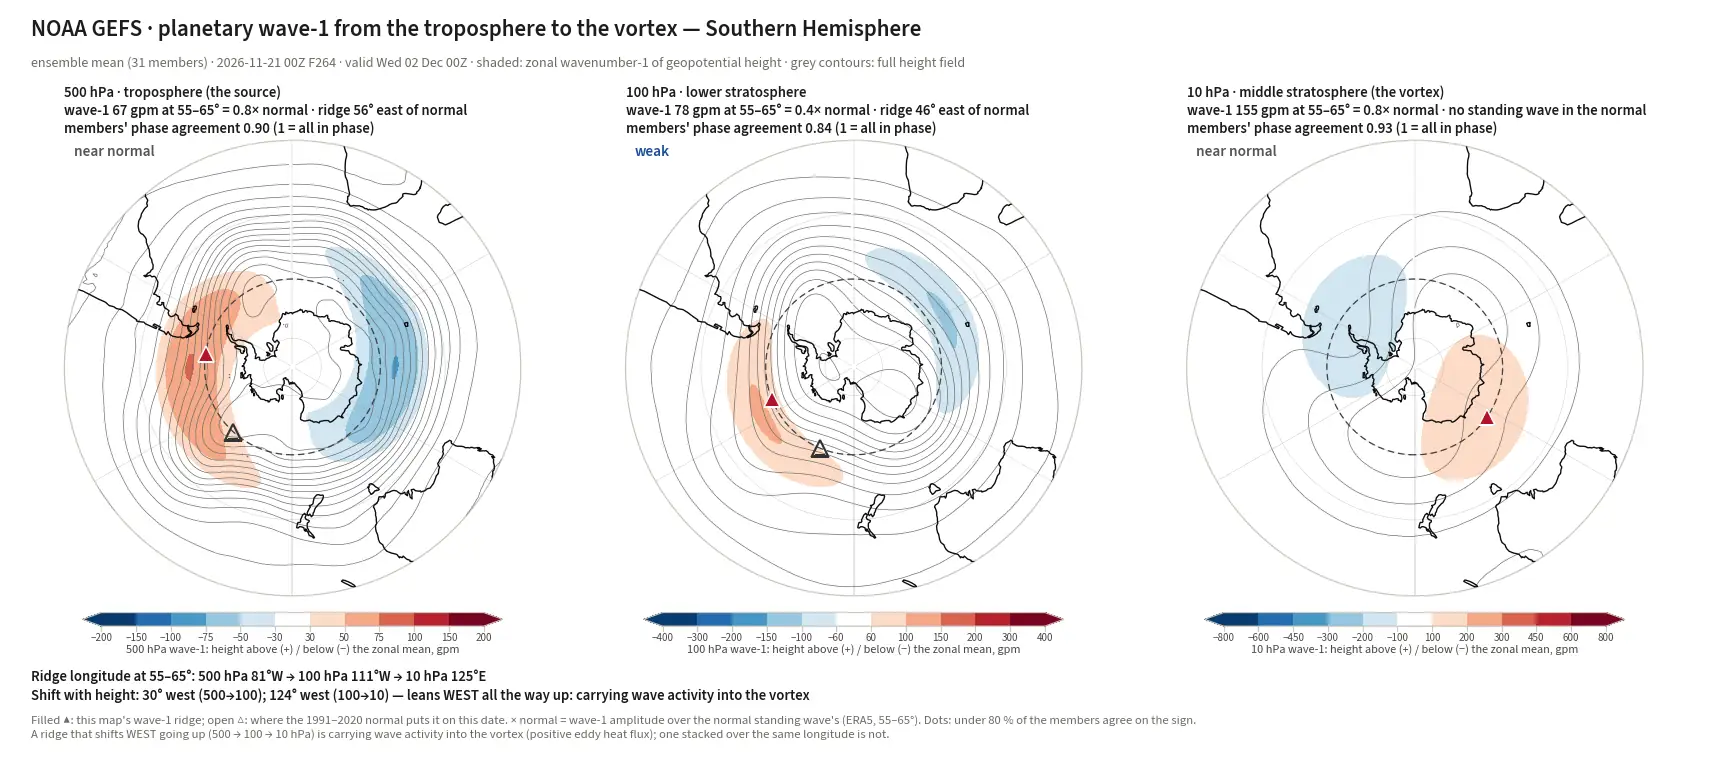 NOAA GEFS · planetary wave-1 from the troposphere to the vortex — Southern Hemisphere
ensemble mean (31 members) · 2026-11-21 00Z F264 · valid Wed 02 Dec 00Z · shaded: zonal wavenumber-1 of geopotential height · grey contours: full height field
500 hPa · troposphere (the source)
wave-1 67 gpm at 55–65° = 0.8× normal · ridge 56° east of normal
members' phase agreement 0.90 (1 = all in phase)
near normal
100 hPa · lower stratosphere
wave-1 78 gpm at 55–65° = 0.4× normal · ridge 46° east of normal
members' phase agreement 0.84 (1 = all in phase)
weak
10 hPa · middle stratosphere (the vortex)
wave-1 155 gpm at 55–65° = 0.8× normal · no standing wave in the normal
members' phase agreement 0.93 (1 = all in phase)
near normal
−200 −150 −100 −75 −50 −30 30 50 75 100 150 200
500 hPa wave-1: height above (+) / below (−) the zonal mean, gpm
−400 −300 −200 −150 −100 −60 60 100 150 200 300 400
100 hPa wave-1: height above (+) / below (−) the zonal mean, gpm
−800 −600 −450 −300 −200 −100 100 200 300 450 600 800
10 hPa wave-1: height above (+) / below (−) the zonal mean, gpm
Ridge longitude at 55–65°: 500 hPa 81°W → 100 hPa 111°W → 10 hPa 125°E
Shift with height: 30° west (500→100); 124° west (100→10) — leans WEST all the way up: carrying wave activity into the vortex
Filled ▲: this map's wave-1 ridge; open △: where the 1991–2020 normal puts it on this date. × normal = wave-1 amplitude over the normal standing wave's (ERA5, 55–65°). Dots: under 80 % of the members agree on the sign.
A ridge that shifts WEST going up (500 → 100 → 10 hPa) is carrying wave activity into the vortex (positive eddy heat flux); one stacked over the same longitude is not.